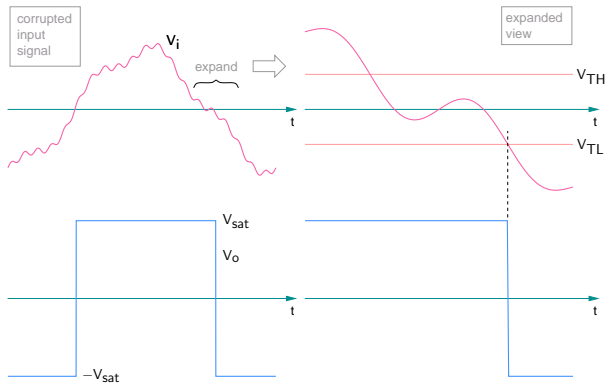 corrupted
input
signal
V_i
expand
t
expanded
view
V_TH
t
V_TL
V_sat
V_o
t
−V_sat
t